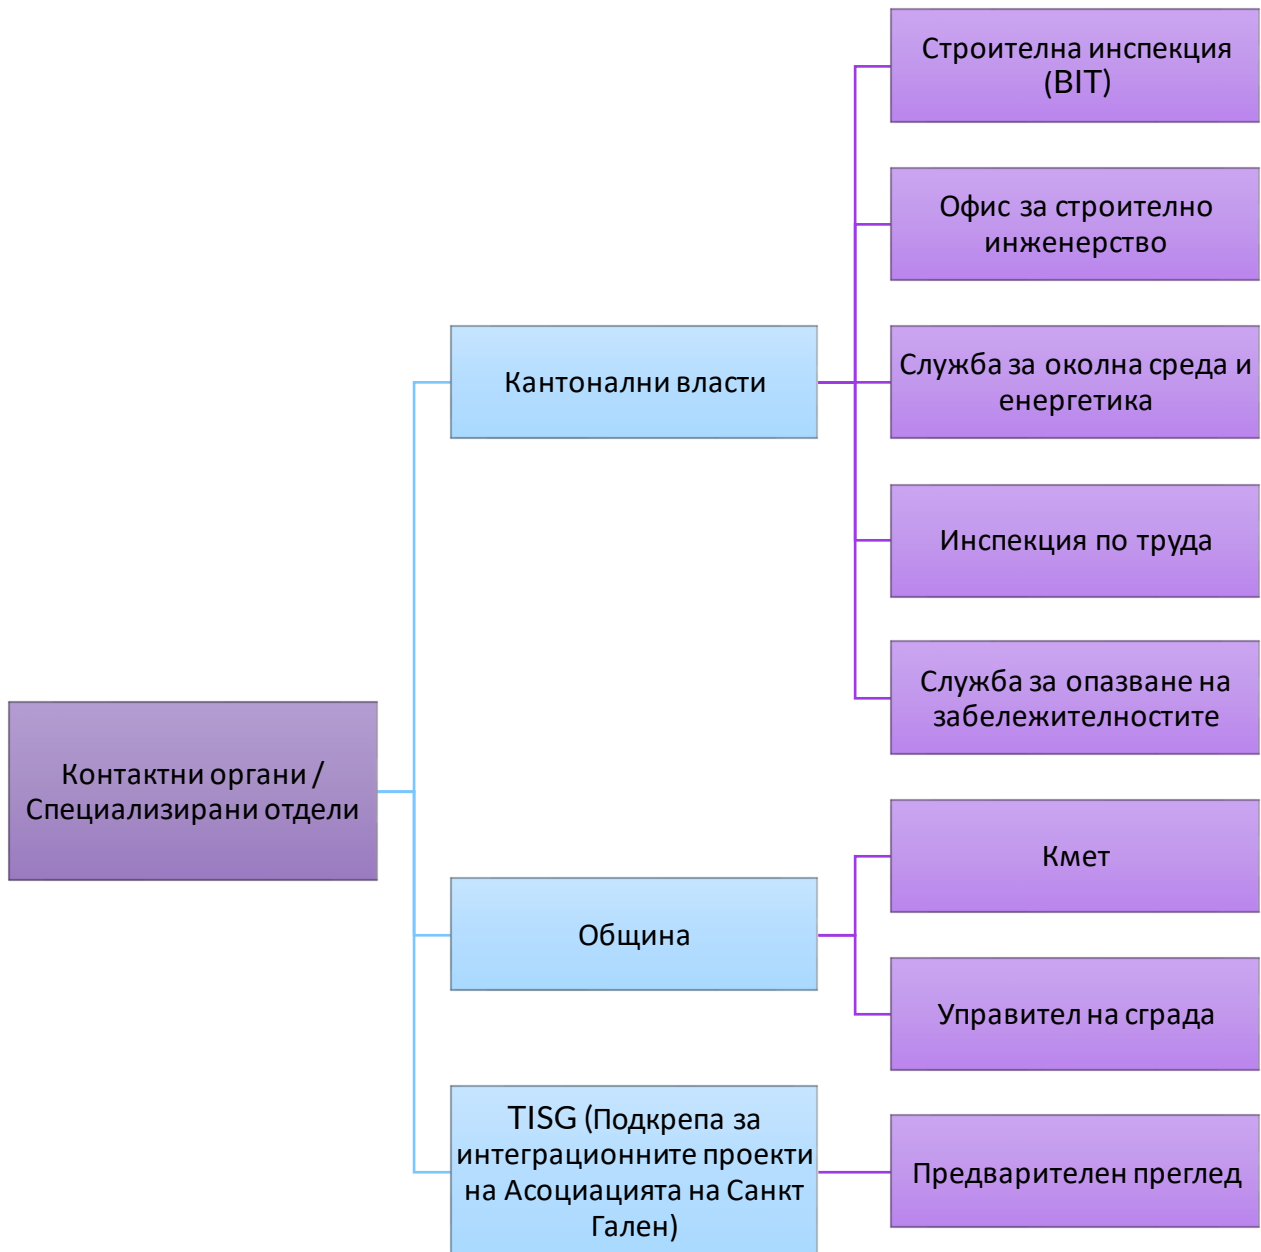 Строителна инспекция
(BIT)
Офис за строително
инженерство
Служба за околна среда и
енергетика
Кантонални власти
Инспекция по труда
Служба за опазване на
забележителностите
Контактни органи /
Специализирани отдели
Кмет
Община
Управител на сграда
TISG (Подкрепа за
интеграционните проекти
на Асоциацията на Санкт
Гален)
Предварителен преглед